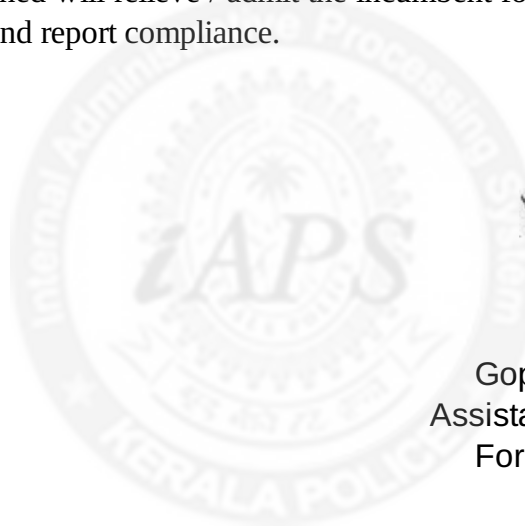 ned will relieve / admit the incumbent fo
nd report compliance.
Internal Administrative Processing System
iAPS
KERALA POLICE
Gop
Assista
For